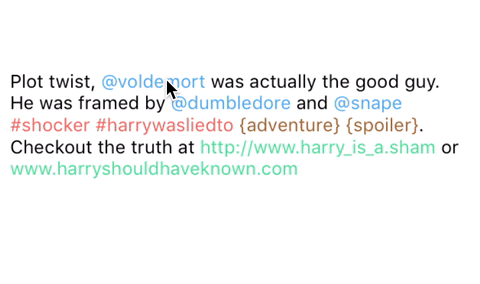 Plot twist, @voldemort was actually the good guy.
He was framed by @dumbledore and @snape
#shocker #harrywasliedto {adventure} {spoiler}.
Checkout the truth at http://www.harry_is_a.sham or
www.harryshouldhaveknown.com